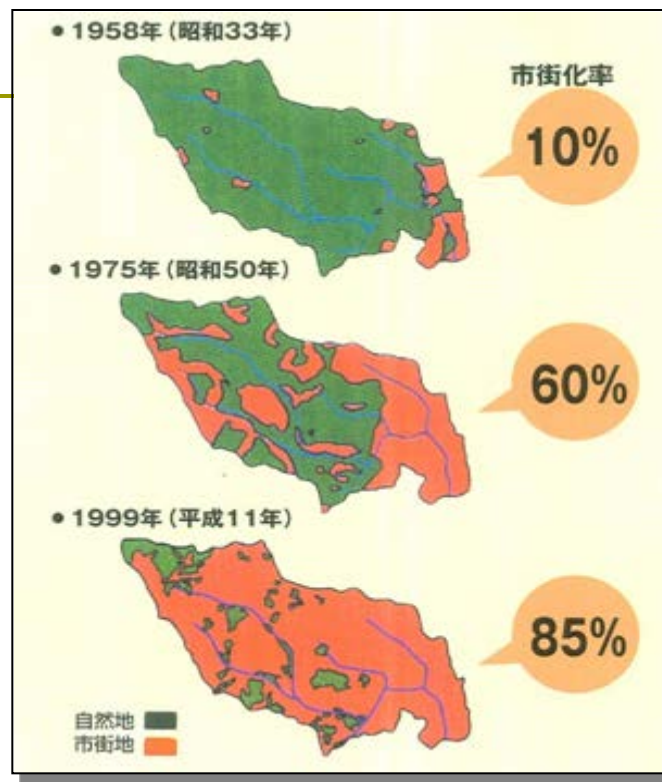 ● 1958年（昭和33年）
市街化率
10%
● 1975年（昭和50年）
60%
● 1999年（平成11年）
85%
自然地
市街地